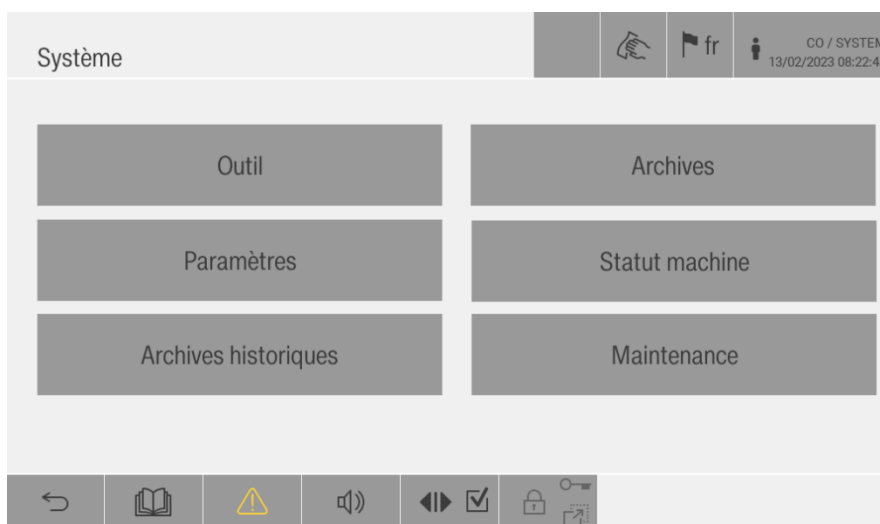 Système
fr
CO / SYSTEM
13/02/2023 08:22:4
Outil
Archives
Paramètres
Statut machine
Archives historiques
Maintenance